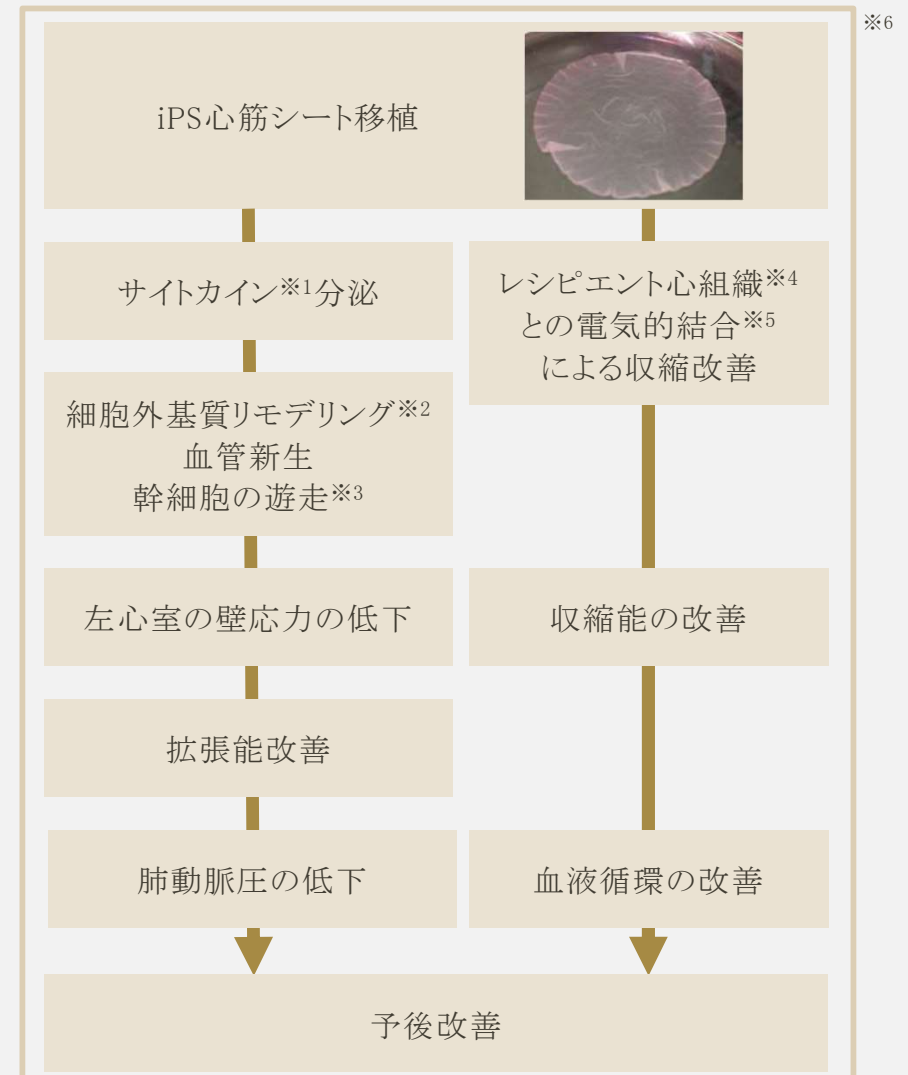 ※6
iPS心筋シート移植
サイトカイン※1分泌
細胞外基質リモデリング※2
血管新生
幹細胞の遊走※3
左心室の壁応力の低下
拡張能改善
肺動脈圧の低下
レシピエント心組織※4
との電気的結合※5
による収縮改善
収縮能の改善
血液循環の改善
予後改善